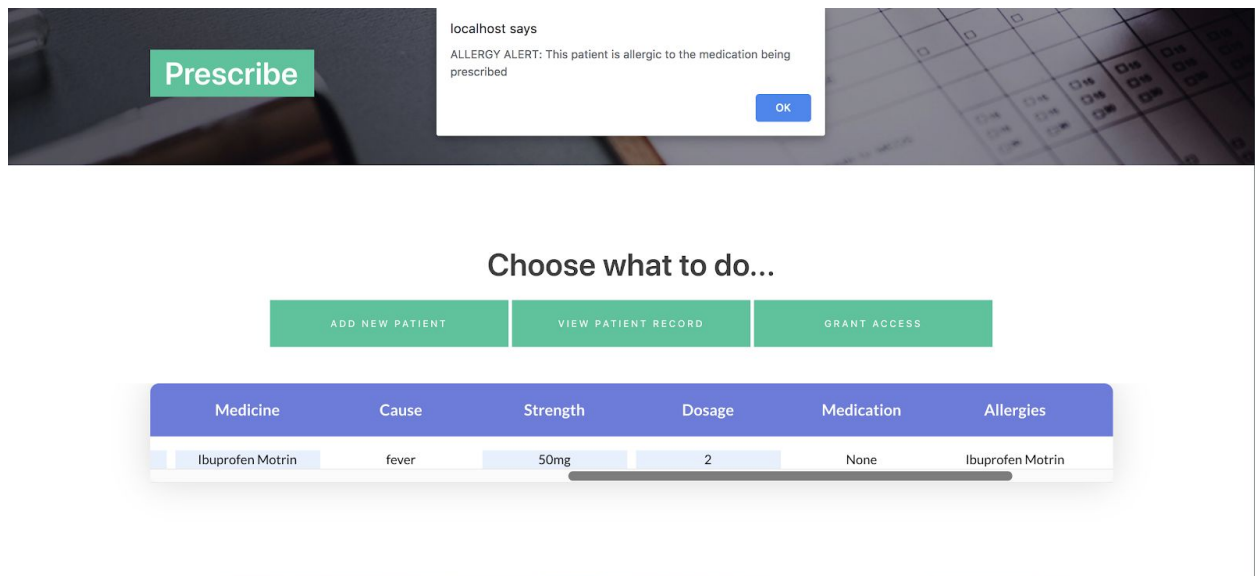 localhost says
ALLERGY ALERT: This patient is allergic to the medication being
prescribed
OK
Prescribe
Choose what to do...
ADD NEW PATIENT VIEW PATIENT RECORD GRANT ACCESS
Medicine Cause Strength Dosage Medication Allergies
Ibuprofen Motrin fever 50mg 2 None Ibuprofen Motrin